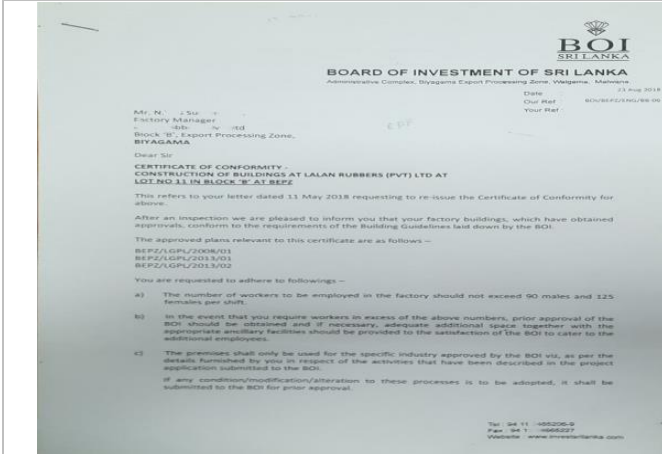 BOI
SRI LANKA
BOARD OF INVESTMENT OF SRI LANKA
Administrative Complex, Biyagama Export Processing Zone, Walgama, Malwana.
Date 23 Aug 2018
Our Ref
Your Ref
Mr. N.
Factory Manager
Block 'B', Export Processing Zone,
BIYAGAMA
Dear Sir
CERTIFICATE OF CONFORMITY -
CONSTRUCTION OF BUILDINGS AT LALAN RUBBERS (PVT) LTD AT
LOT NO 11 IN BLOCK 'B' AT BEPZ
This refers to your letter dated 11 May 2018 requesting to re-issue the Certificate of Conformity for
above.
After an inspection we are pleased to inform you that your factory buildings, which have obtained
approvals, conform to the requirements of the Building Guidelines laid down by the BOI.
The approved plans relevant to this certificate are as follows –
BEPZ/LGPL/2008/01
BEPZ/LGPL/2013/01
BEPZ/LGPL/2013/02
You are requested to adhere to followings –
a) The number of workers to be employed in the factory should not exceed 90 males and 125
females per shift.
b) In the event that you require workers in excess of the above numbers, prior approval of the
BOI should be obtained and if necessary, adequate additional space together with the
appropriate ancillary facilities should be provided to the satisfaction of the BOI to cater to the
additional employees.
c) The premises shall only be used for the specific industry approved by the BOI viz, as per the
details furnished by you in respect of the activities that have been described in the project
application submitted to the BOI.
If any condition/modification/alteration to these processes is to be adopted, it shall be
submitted to the BOI for prior approval.
Tel : 94 11
Fax : 94 1
Website : www.investsrilanka.com